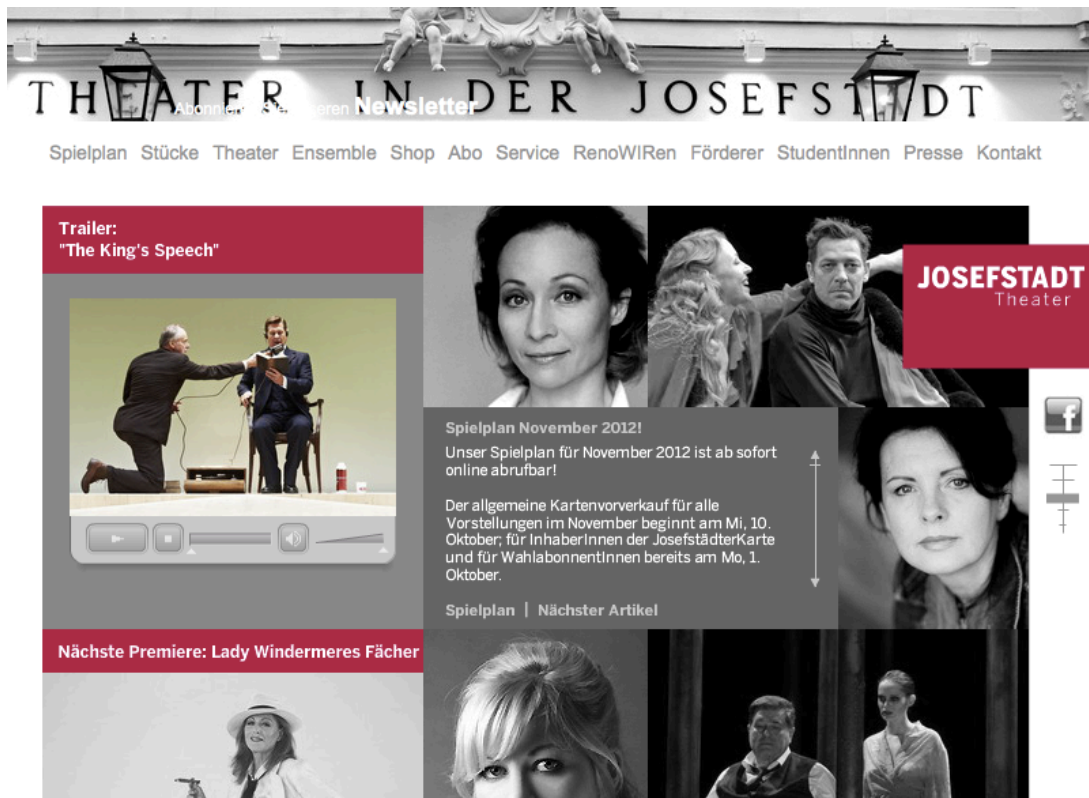 THEATER IN DER JOSEFSTADT
Abonnieren Sie unseren Newsletter
Spielplan Stücke Theater Ensemble Shop Abo Service RenoWIRen Förderer StudentInnen Presse Kontakt
Trailer:
"The King's Speech"
JOSEFSTADT
Theater
Spielplan November 2012!
Unser Spielplan für November 2012 ist ab sofort
online abrufbar!
Der allgemeine Kartenvorverkauf für alle
Vorstellungen im November beginnt am Mi, 10.
Oktober; für InhaberInnen der JosefstädterKarte
und für WahlabonnentInnen bereits am Mo, 1.
Oktober.
Spielplan | Nächster Artikel
Nächste Premiere: Lady Windermeres Fächer
f